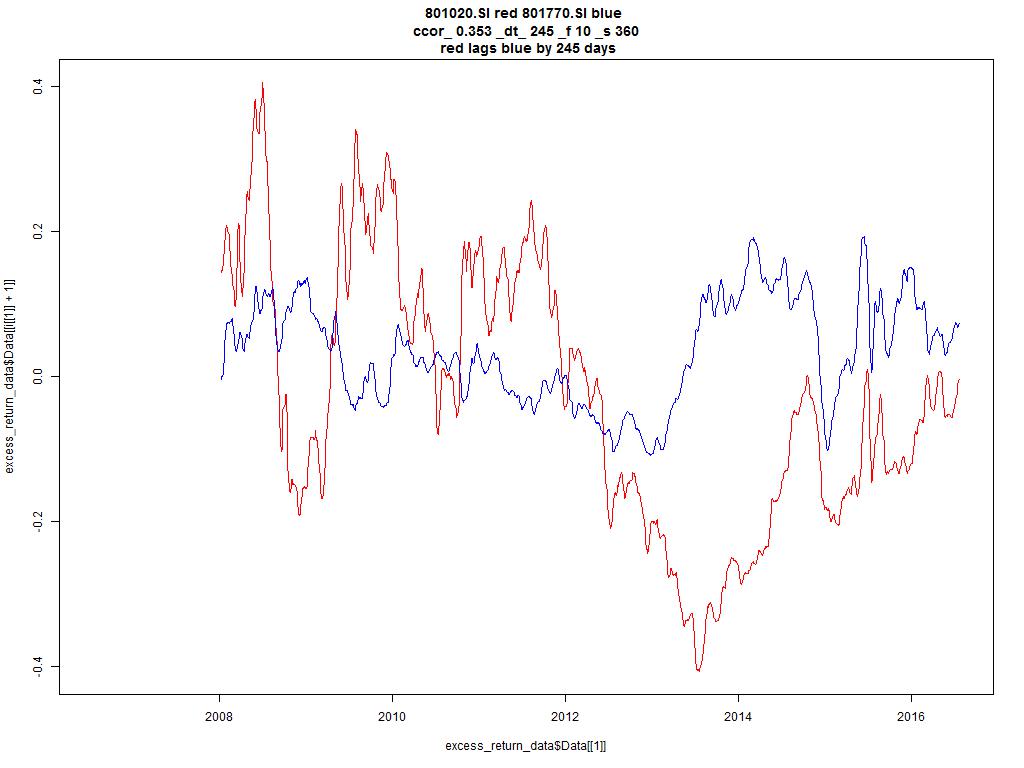 801020.SI red 801770.SI blue
ccor_ 0.353 _dt_ 245 _f 10 _s 360
red lags blue by 245 days
0.4
0.2
0.0
-0.2
-0.4
excess_return_data$Data[[i[[1]] + 1]]
2008 2010 2012 2014 2016
excess_return_data$Data[[1]]